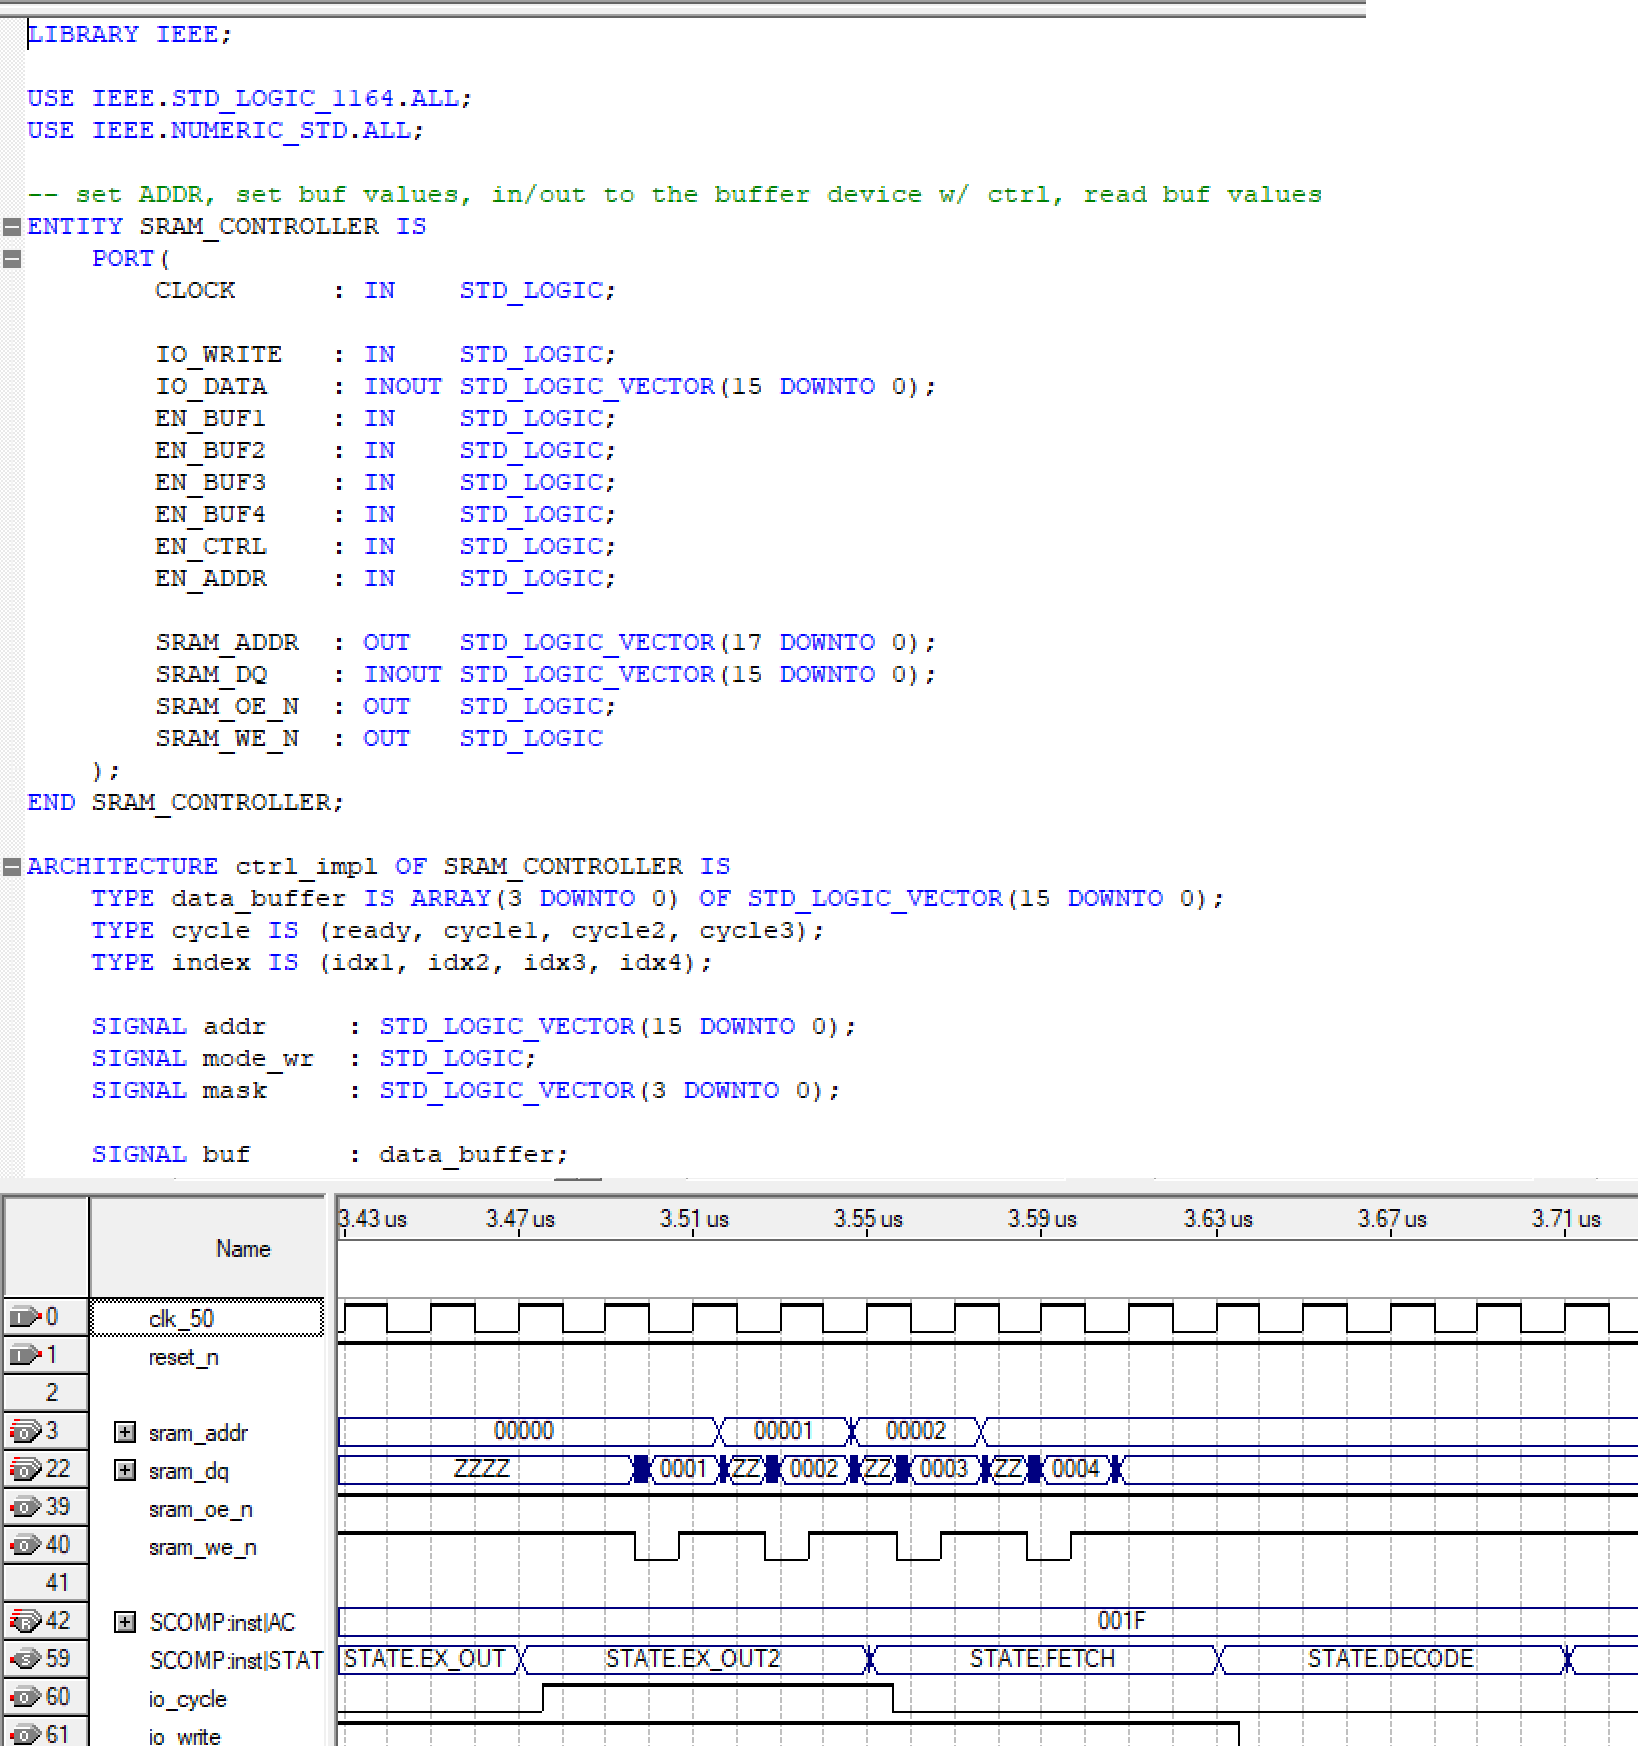 LIBRARY IEEE;
USE IEEE.STD_LOGIC_1164.ALL;
USE IEEE.NUMERIC_STD.ALL;
-- set ADDR, set buf values, in/out to the buffer device w/ ctrl, read buf values
ENTITY SRAM_CONTROLLER IS
PORT(
CLOCK : IN STD_LOGIC;
IO_WRITE : IN STD_LOGIC;
IO_DATA : INOUT STD_LOGIC_VECTOR(15 DOWNTO 0);
EN_BUF1 : IN STD_LOGIC;
EN_BUF2 : IN STD_LOGIC;
EN_BUF3 : IN STD_LOGIC;
EN_BUF4 : IN STD_LOGIC;
EN_CTRL : IN STD_LOGIC;
EN_ADDR : IN STD_LOGIC;
SRAM_ADDR : OUT STD_LOGIC_VECTOR(17 DOWNTO 0);
SRAM_DQ : INOUT STD_LOGIC_VECTOR(15 DOWNTO 0);
SRAM_OE_N : OUT STD_LOGIC;
SRAM_WE_N : OUT STD_LOGIC
);
END SRAM_CONTROLLER;
ARCHITECTURE ctrl_impl OF SRAM_CONTROLLER IS
TYPE data_buffer IS ARRAY(3 DOWNTO 0) OF STD_LOGIC_VECTOR(15 DOWNTO 0);
TYPE cycle IS (ready, cycle1, cycle2, cycle3);
TYPE index IS (idx1, idx2, idx3, idx4);
SIGNAL addr : STD_LOGIC_VECTOR(15 DOWNTO 0);
SIGNAL mode_wr : STD_LOGIC;
SIGNAL mask : STD_LOGIC_VECTOR(3 DOWNTO 0);
SIGNAL buf : data_buffer;
Name 3.43 us 3.47 us 3.51 us 3.55 us 3.59 us 3.63 us 3.67 us 3.71 us
0 clk_50
1 reset_n
2
3 sram_addr 00000 00001 00002
22 sram_dq ZZZZ 0001 ZZ 0002 ZZ 0003 ZZ 0004
39 sram_oe_n
40 sram_we_n
41
42 SCOMP:inst|AC 001F
59 SCOMP:inst|STAT STATE.EX_OUT STATE.EX_OUT2 STATE.FETCH STATE.DECODE
60 io_cycle
61 io_write